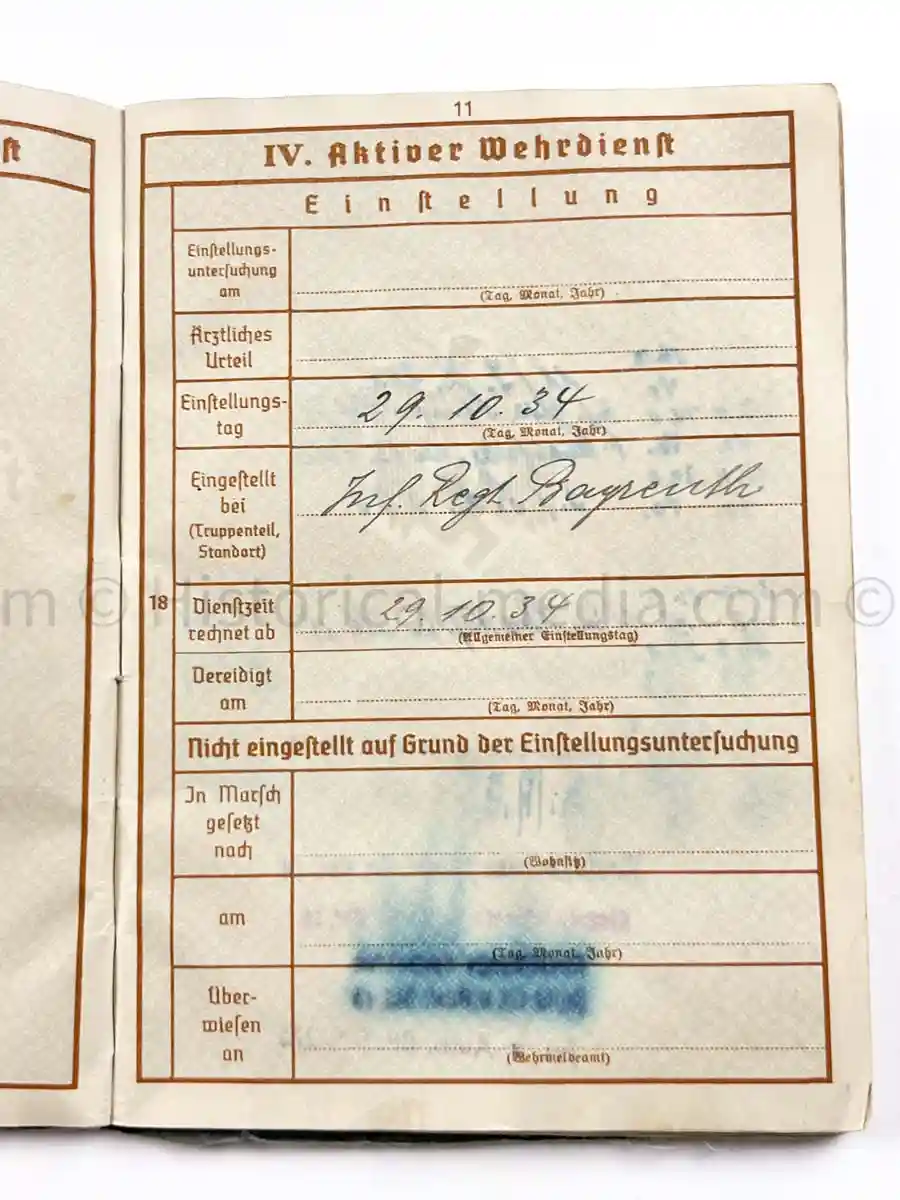 11
st
IV. Aktiver Wehrdienst
Einstellung
Einstellungs-
untersuchung
am
(Tag, Monat, Jahr)
Ärztliches
Urteil
Einstellungs-
tag
29. 10. 34
(Tag, Monat, Jahr)
Eingestellt
bei
(Truppenteil,
Standort)
Inf. Regt. Bayreuth
18
Dienstzeit
rechnet ab
29. 10. 34
(Allgemeiner Einstellungstag)
m © Historical-media.com ©
Vereidigt
am
(Tag, Monat, Jahr)
Nicht eingestellt auf Grund der Einstellungsuntersuchung
In Marsch
gesetzt
nach
(Wohnsitz)
am
(Tag, Monat, Jahr)
Über-
wiesen
an
(Wehrmeldeamt)